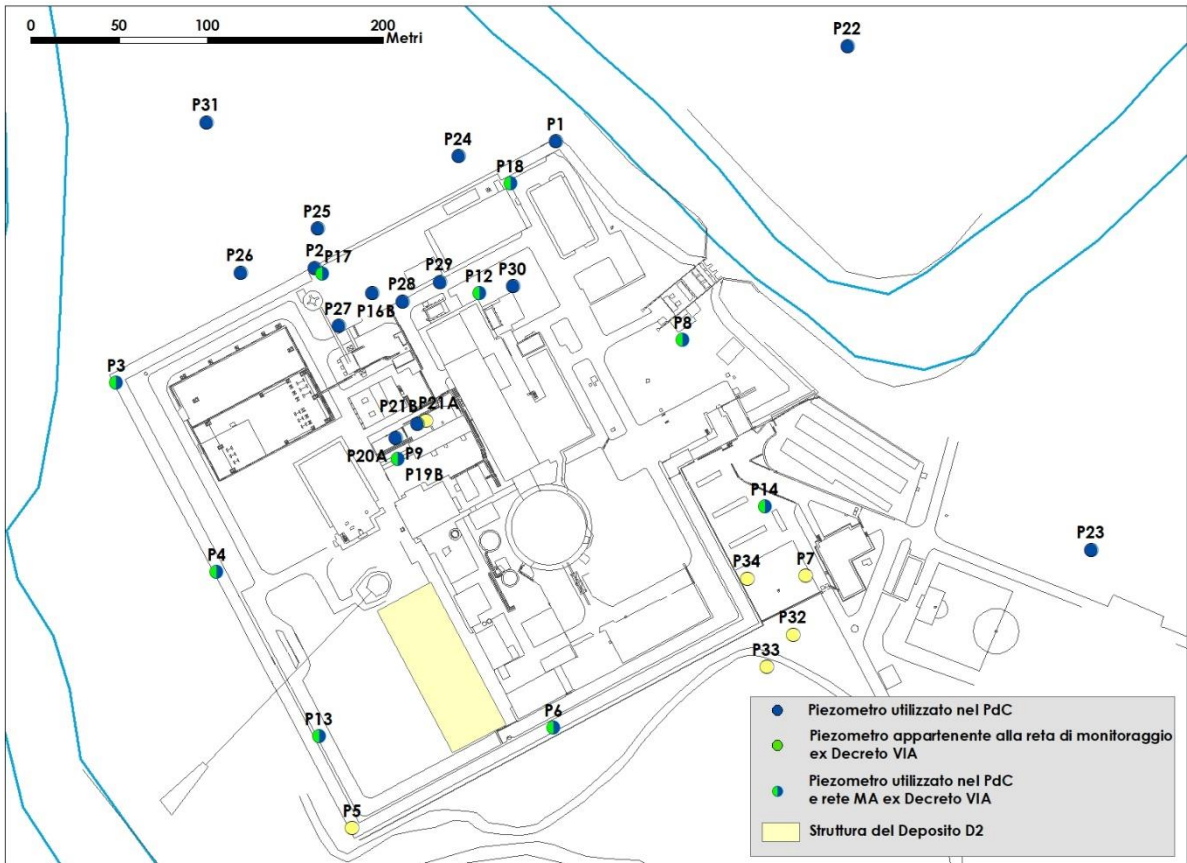 0 50 100 200
Metri
P22
P31
P1
P24
P18
P25
P2
P17
P26
P29
P12
P30
P28
P16B
P27
P8
P3
P21B
P21A
P20A
P9
P19B
P14
P23
P4
P34
P7
P32
P33
P6
P13
P5
Piezometro utilizzato nel PdC
Piezometro appartenente alla reta di monitoraggio
ex Decreto VIA
Piezometro utilizzato nel PdC
e rete MA ex Decreto VIA
Struttura del Deposito D2